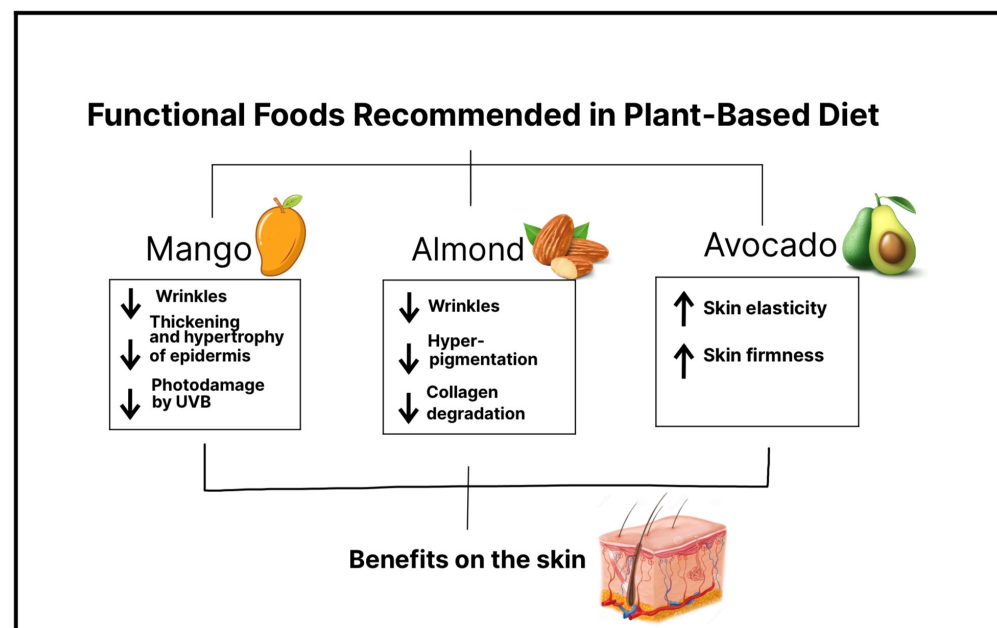 Functional Foods Recommended in Plant-Based Diet
Mango
Wrinkles
Thickening
and hypertrophy
of epidermis
Photodamage
by UVB
Almond
Wrinkles
Hyper-
pigmentation
Collagen
degradation
Avocado
Skin elasticity
Skin firmness
Benefits on the skin